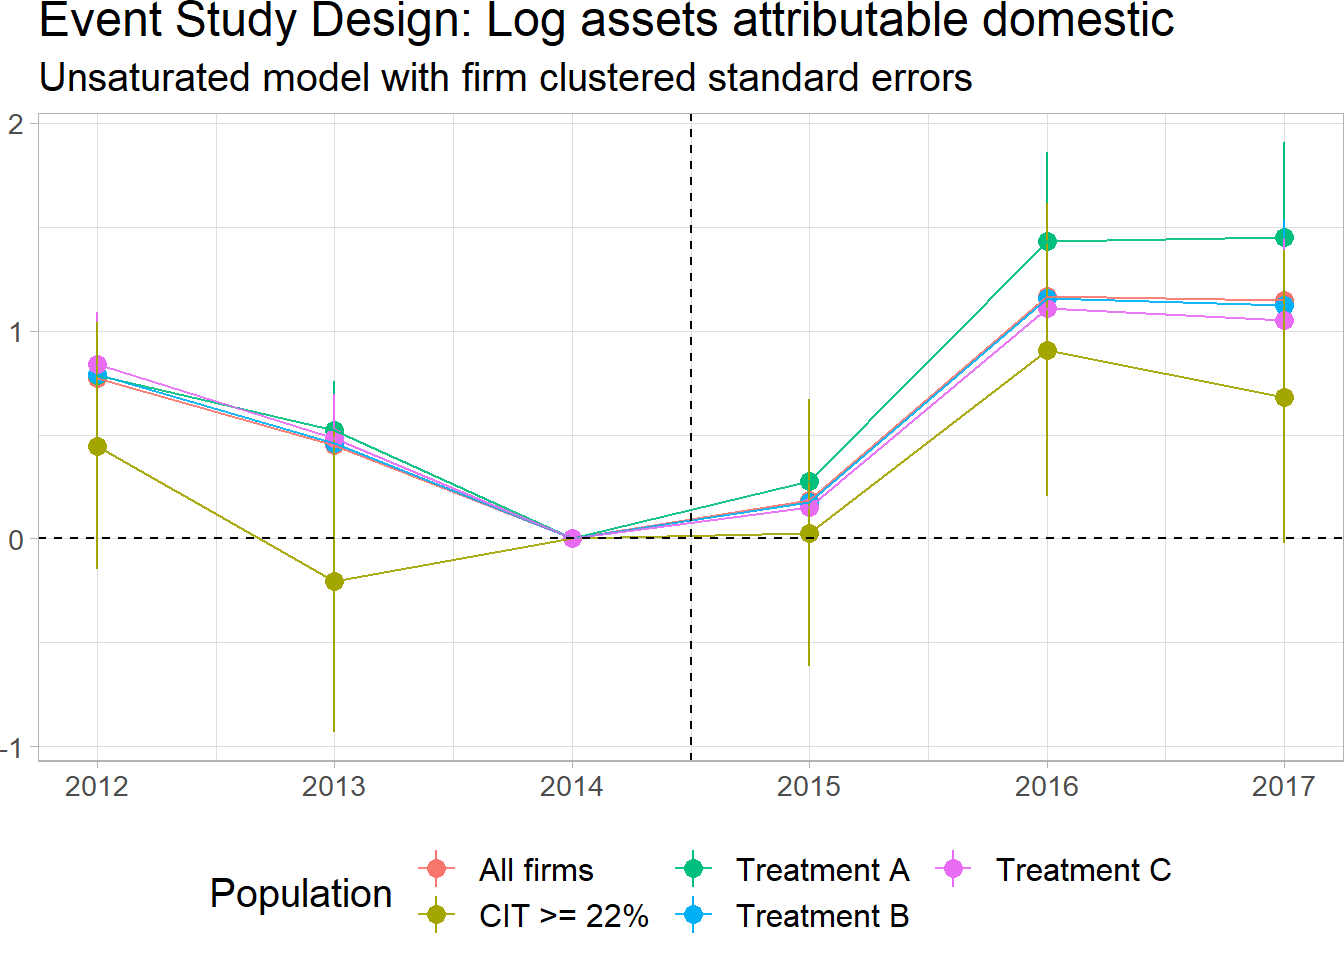 Event Study Design: Log assets attributable domestic
Unsaturated model with firm clustered standard errors
2
1
0
-1
2012 2013 2014 2015 2016 2017
Population
All firms
CIT >= 22%
Treatment A
Treatment B
Treatment C